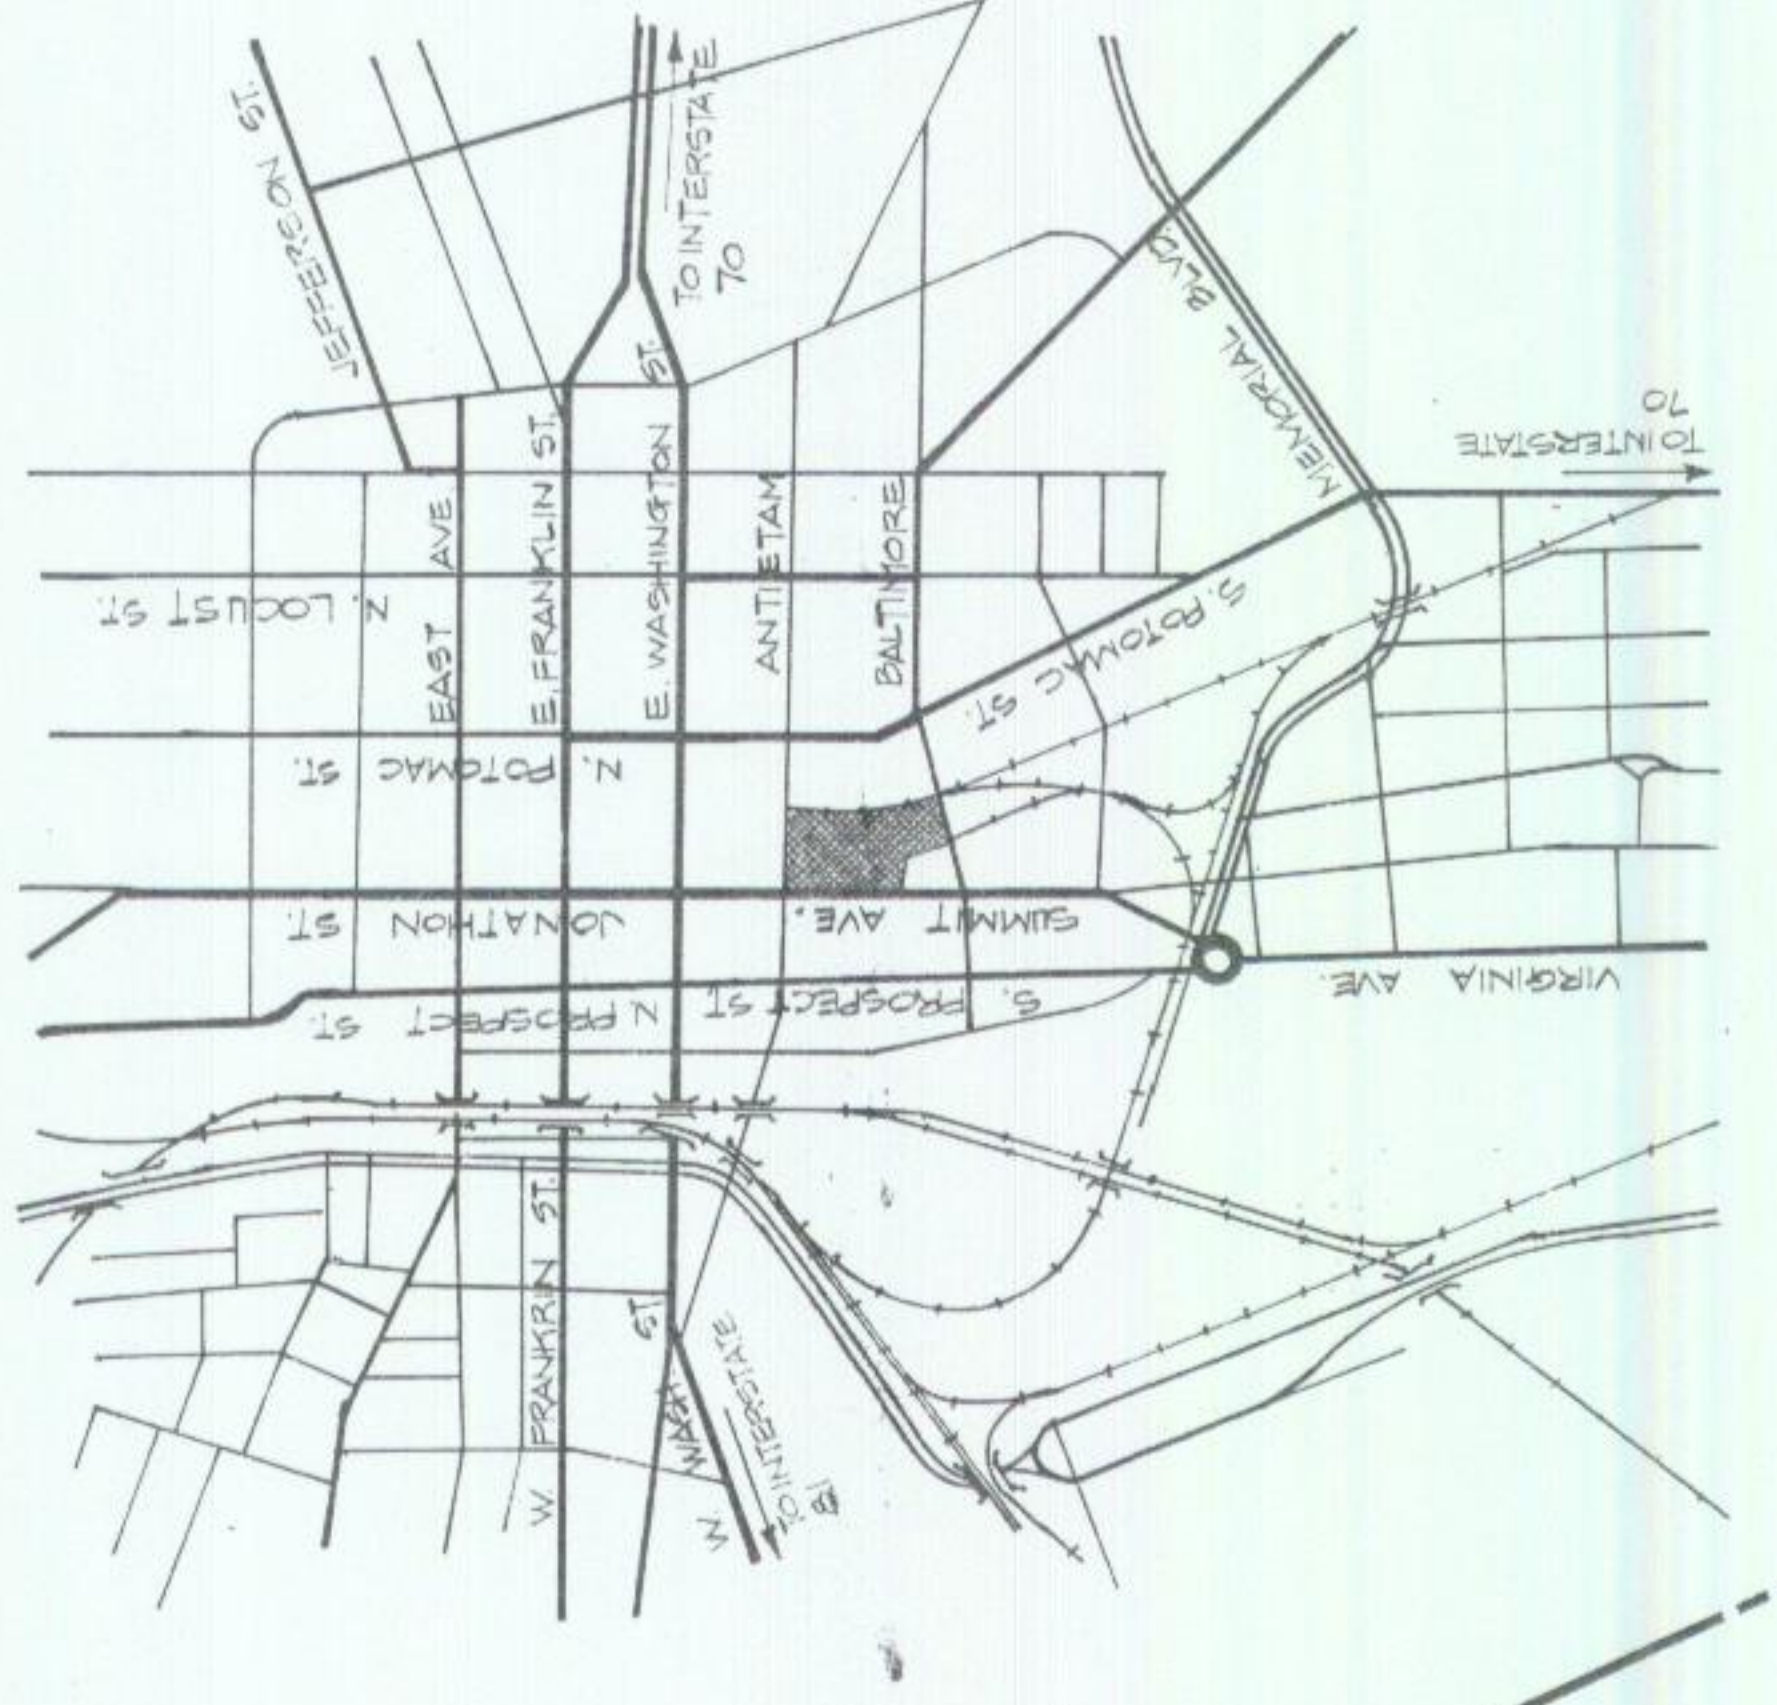 JEFFERSON ST.
TO INTERSTATE
70
MEMORIAL BLVD.
TO INTERSTATE
70
EAST AVE
E. FRANKLIN ST.
E. WASHINGTON ST.
ANTIETAM
BALTIMORE
N. LOCUST ST.
S. POTOMAC ST.
N. POTOMAC ST.
JONATHON ST.
SUMMIT AVE.
VIRGINIA AVE.
N PROSPECT ST.
S. PROSPECT ST.
W. FRANKRIN ST.
W. WASH. ST
TO INTERSTATE
81